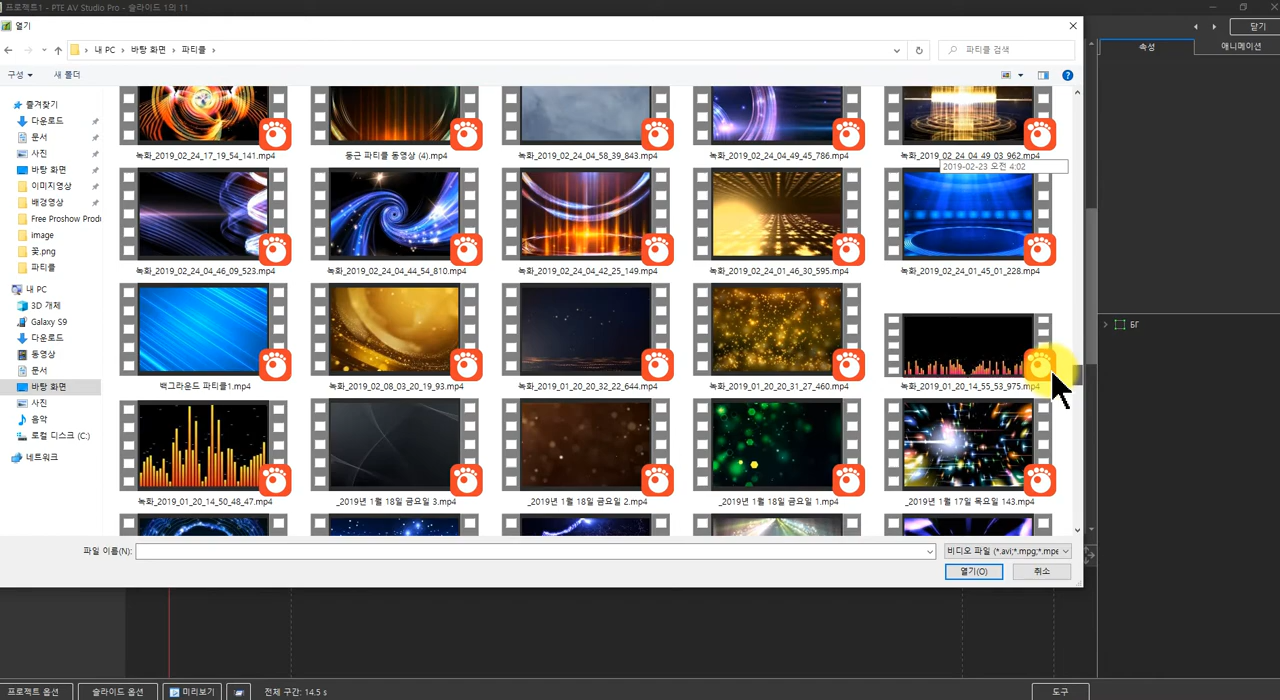 프로젝트1 - PTE AV Studio Pro - 슬라이드 1의 11
열기
닫기
내 PC > 바탕 화면 > 파티클 >
파티클 검색
속성
애니메이션
구성
새 폴더
즐겨찾기
다운로드
문서
사진
바탕 화면
이미지영상
배경영상
Free Proshow Prod
image
꽃.png
파티클
내 PC
3D 개체
Galaxy S9
다운로드
동영상
문서
바탕 화면
사진
음악
로컬 디스크 (C:)
네트워크
녹화_2019_02_24_17_19_54_141.mp4
둥근 파티클 동영상 (4).mp4
녹화_2019_02_24_04_58_39_843.mp4
녹화_2019_02_24_04_49_45_786.mp4
녹화_2019_02_24_04_49_03_962.mp4
2019-02-23 오전 4:02
녹화_2019_02_24_04_46_09_523.mp4
녹화_2019_02_24_04_44_54_810.mp4
녹화_2019_02_24_04_42_25_149.mp4
녹화_2019_02_24_01_46_30_595.mp4
녹화_2019_02_24_01_45_01_228.mp4
백그라운드 파티클1.mp4
녹화_2019_02_08_03_20_19_93.mp4
녹화_2019_01_20_20_32_22_644.mp4
녹화_2019_01_20_20_31_27_460.mp4
녹화_2019_01_20_14_55_53_975.mp4
녹화_2019_01_20_14_50_48_47.mp4
_2019년 1월 18일 금요일 3.mp4
_2019년 1월 18일 금요일 2.mp4
_2019년 1월 18일 금요일 1.mp4
_2019년 1월 17일 목요일 143.mp4
БГ
파일 이름(N):
비디오 파일 (*.avi;*.mpg;*.mpe
열기(O)
취소
프로젝트 옵션
슬라이드 옵션
미리보기
전체 구간: 14.5 s
도구